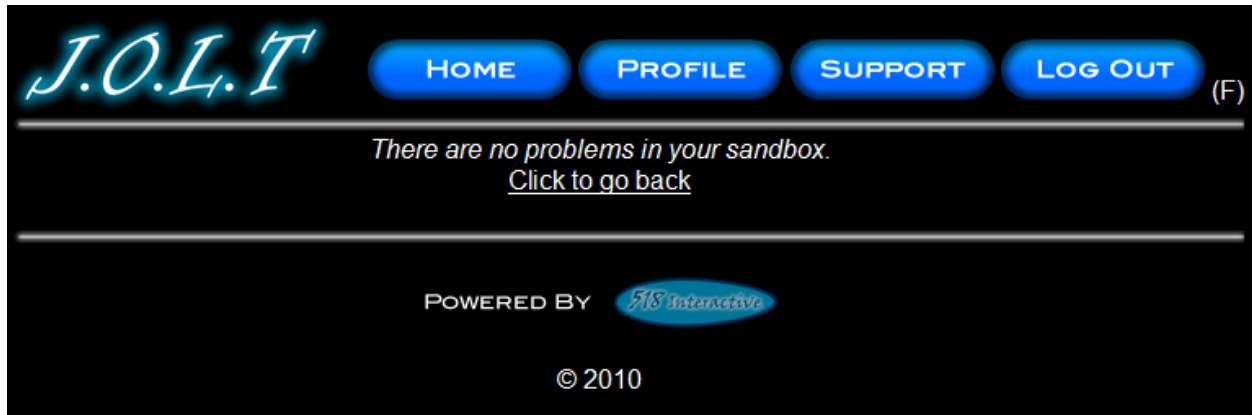 J.O.L.T
HOME PROFILE SUPPORT LOG OUT (F)
There are no problems in your sandbox.
Click to go back
POWERED BY 518 Interactive
© 2010